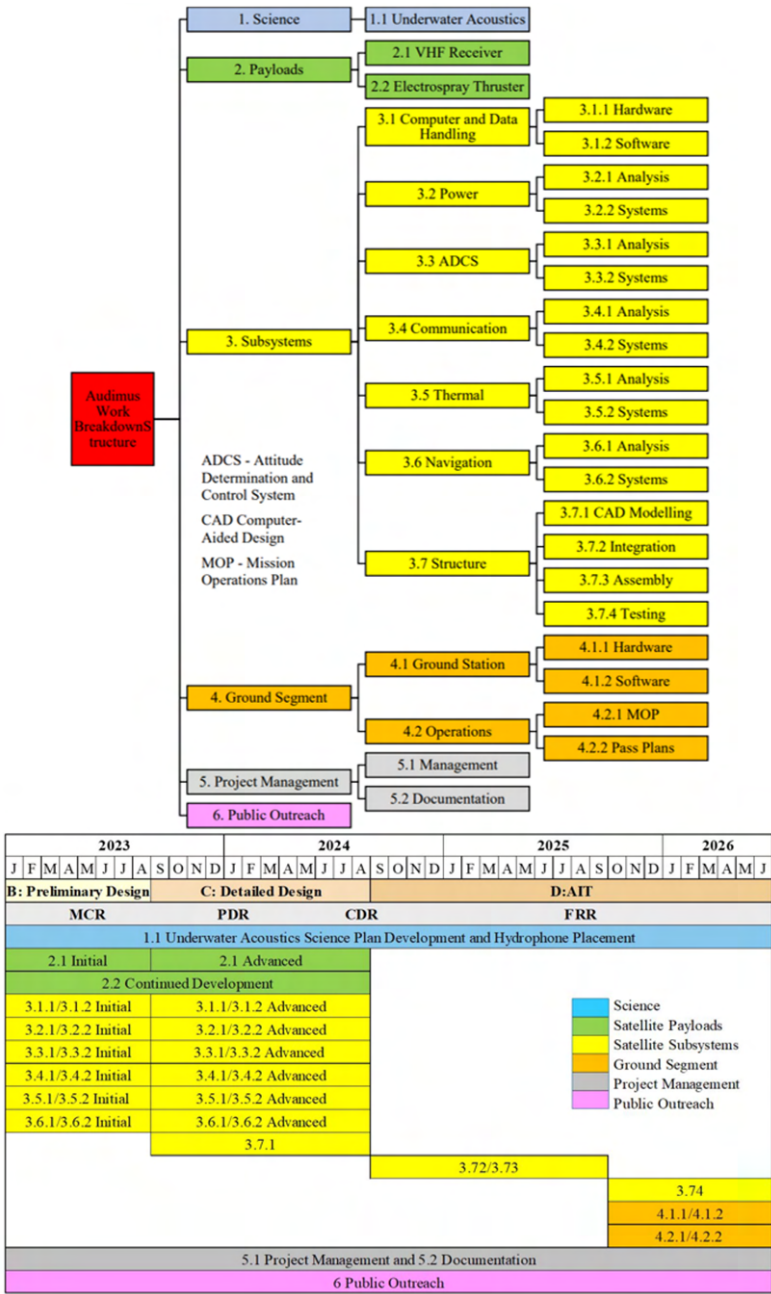 1. Science
1.1 Underwater Acoustics
2. Payloads
2.1 VHF Receiver
2.2 Electrospray Thruster
3. Subsystems
3.1 Computer and Data
Handling
3.1.1 Hardware
3.1.2 Software
3.2 Power
3.2.1 Analysis
3.2.2 Systems
3.3 ADCS
3.3.1 Analysis
3.3.2 Systems
3.4 Communication
3.4.1 Analysis
3.4.2 Systems
3.5 Thermal
3.5.1 Analysis
3.5.2 Systems
3.6 Navigation
3.6.1 Analysis
3.6.2 Systems
3.7 Structure
3.7.1 CAD Modelling
3.7.2 Integration
3.7.3 Assembly
3.7.4 Testing
Audimus
Work
BreakdownS
tructure
ADCS - Attitude
Determination and
Control System
CAD Computer-
Aided Design
MOP - Mission
Operations Plan
4. Ground Segment
4.1 Ground Station
4.1.1 Hardware
4.1.2 Software
4.2 Operations
4.2.1 MOP
4.2.2 Pass Plans
5. Project Management
5.1 Management
5.2 Documentation
6. Public Outreach
2023 2024 2025 2026
J F M A M J J A S O N D J F M A M J J A S O N D J F M A M J J A S O N D J F M A M J
B: Preliminary Design C: Detailed Design D:AIT
MCR PDR CDR FRR
1.1 Underwater Acoustics Science Plan Development and Hydrophone Placement
2.1 Initial 2.1 Advanced
2.2 Continued Development
3.1.1/3.1.2 Initial 3.1.1/3.1.2 Advanced
3.2.1/3.2.2 Initial 3.2.1/3.2.2 Advanced
3.3.1/3.3.2 Initial 3.3.1/3.3.2 Advanced
3.4.1/3.4.2 Initial 3.4.1/3.4.2 Advanced
3.5.1/3.5.2 Initial 3.5.1/3.5.2 Advanced
3.6.1/3.6.2 Initial 3.6.1/3.6.2 Advanced
3.7.1
3.72/3.73
3.74
4.1.1/4.1.2
4.2.1/4.2.2
Science
Satellite Payloads
Satellite Subsystems
Ground Segment
Project Management
Public Outreach
5.1 Project Management and 5.2 Documentation
6 Public Outreach